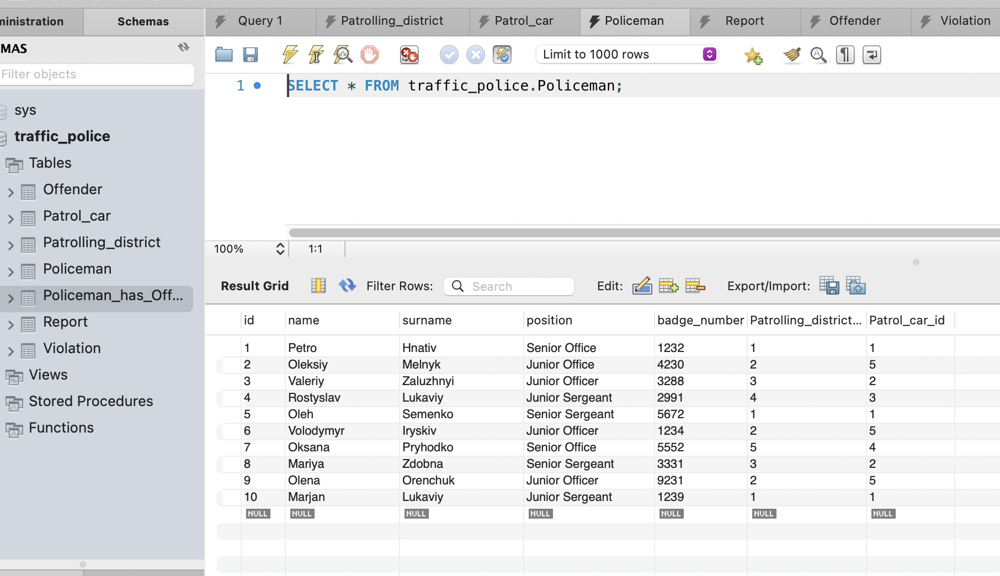 ministration Schemas Query 1 Patrolling_district Patrol_car Policeman Report Offender Violation
MAS
Filter objects
Limit to 1000 rows
1 SELECT * FROM traffic_police.Policeman;
sys
traffic_police
Tables
Offender
Patrol_car
Patrolling_district
Policeman
Policeman_has_Off...
Report
Violation
Views
Stored Procedures
Functions
100% 1:1
Result Grid Filter Rows: Search Edit: Export/Import:
id name surname position badge_number Patrolling_district... Patrol_car_id
1 Petro Hnativ Senior Office 1232 1 1
2 Oleksiy Melnyk Junior Office 4230 2 5
3 Valeriy Zaluzhnyi Junior Officer 3288 3 2
4 Rostyslav Lukaviy Junior Sergeant 2991 4 3
5 Oleh Semenko Senior Sergeant 5672 1 1
6 Volodymyr Iryskiv Junior Officer 1234 2 5
7 Oksana Pryhodko Senior Office 5552 5 4
8 Mariya Zdobna Senior Sergeant 3331 3 2
9 Olena Orenchuk Junior Officer 9231 2 5
10 Marjan Lukaviy Junior Sergeant 1239 1 1
NULL NULL NULL NULL NULL NULL NULL